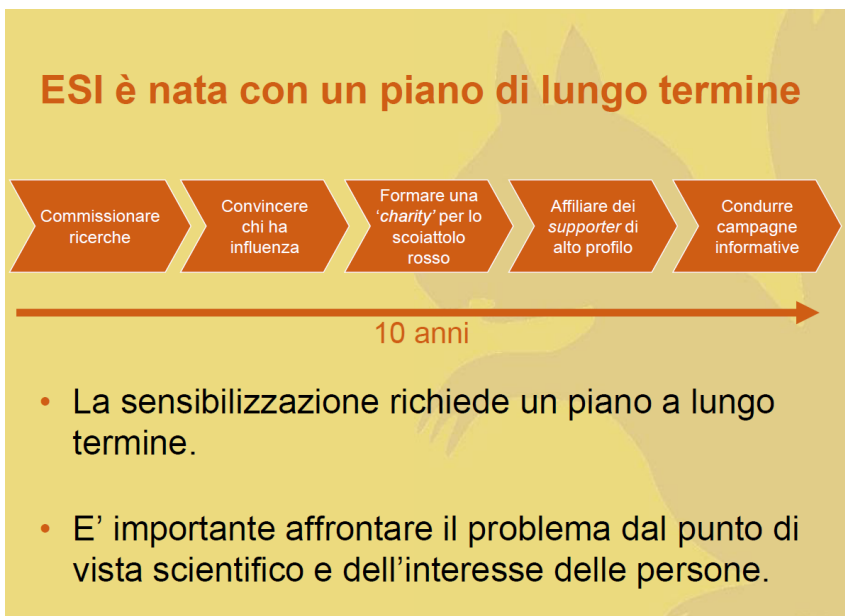 ESI è nata con un piano di lungo termine
Commissionare
ricerche
Convincere
chi ha
influenza
Formare una
‘charity’ per lo
scoiattolo
rosso
Affiliare dei
supporter di
alto profilo
Condurre
campagne
informative
10 anni
• La sensibilizzazione richiede un piano a lungo
termine.
• E’ importante affrontare il problema dal punto di
vista scientifico e dell’interesse delle persone.